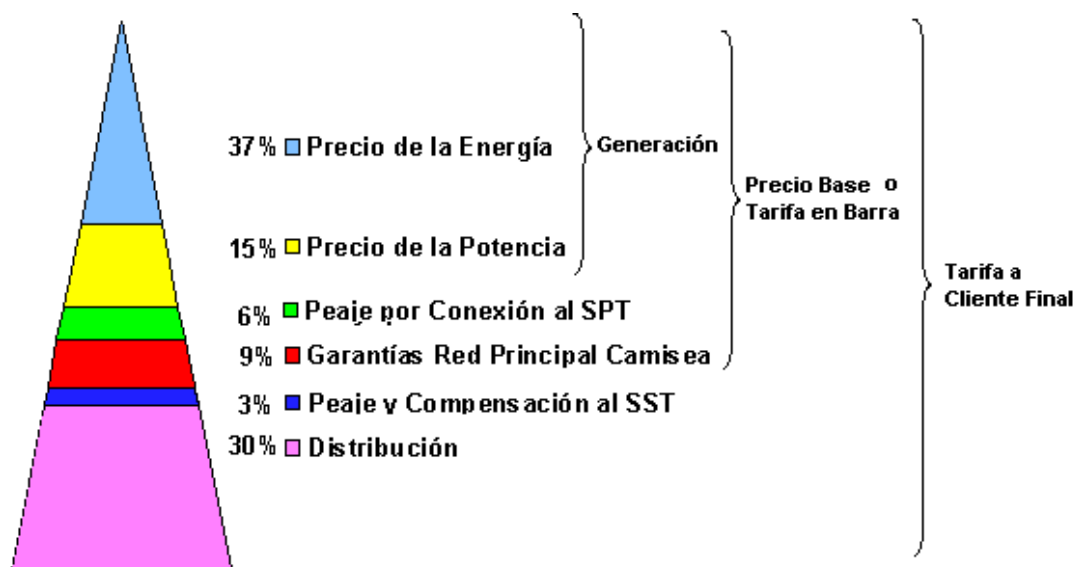 37% Precio de la Energía
Generación
15% Precio de la Potencia
Precio Base o
Tarifa en Barra
6% Peaje por Conexión al SPT
9% Garantías Red Principal Camisea
Tarifa a
Cliente Final
3% Peaje y Compensación al SST
30% Distribución